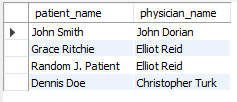 patient_name physician_name
John Smith John Dorian
Grace Ritchie Elliot Reid
Random J. Patient Elliot Reid
Dennis Doe Christopher Turk